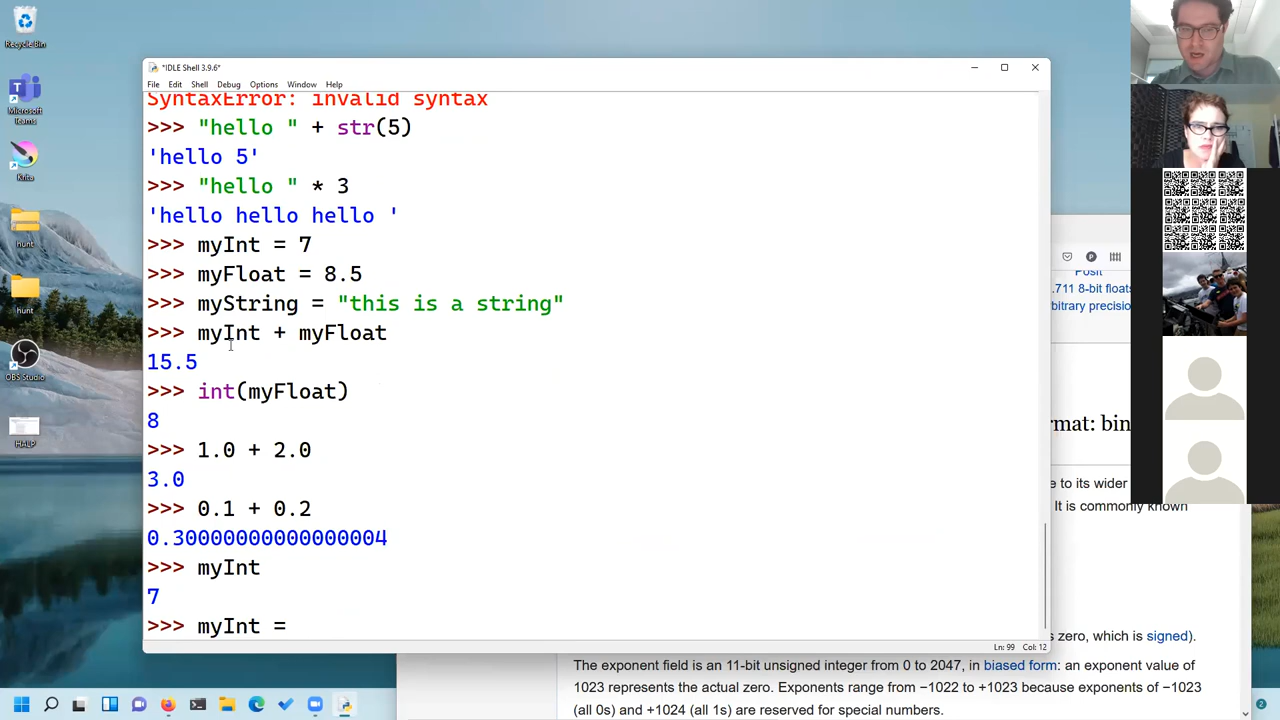 Recycle Bin
Microsoft
Teams
Krita
hunt
hunt
OBS Studio
HALP
*IDLE Shell 3.9.6*
File Edit Shell Debug Options Window Help
SyntaxError: invalid syntax
>>> "hello " + str(5)
'hello 5'
>>> "hello " * 3
'hello hello hello '
>>> myInt = 7
>>> myFloat = 8.5
>>> myString = "this is a string"
>>> myInt + myFloat
15.5
>>> int(myFloat)
8
>>> 1.0 + 2.0
3.0
>>> 0.1 + 0.2
0.30000000000000004
>>> myInt
7
>>> myInt =
Ln: 99 Col: 12
Posit
.711 8-bit floats
bitrary precision
rmat: bin
e to its wider
It is commonly known
s zero, which is signed).
The exponent field is an 11-bit unsigned integer from 0 to 2047, in biased form: an exponent value of
1023 represents the actual zero. Exponents range from −1022 to +1023 because exponents of −1023
(all 0s) and +1024 (all 1s) are reserved for special numbers.
2